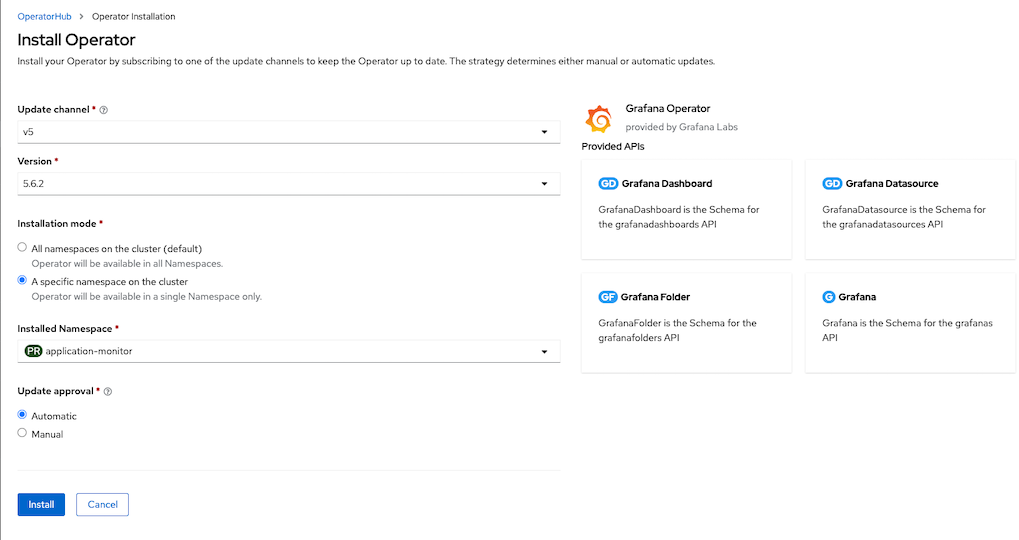 OperatorHub > Operator Installation
Install Operator
Install your Operator by subscribing to one of the update channels to keep the Operator up to date. The strategy determines either manual or automatic updates.
Update channel *
v5
Version *
5.6.2
Installation mode *
All namespaces on the cluster (default)
Operator will be available in all Namespaces.
A specific namespace on the cluster
Operator will be available in a single Namespace only.
Installed Namespace *
PR application-monitor
Update approval *
Automatic
Manual
Install Cancel
Grafana Operator
provided by Grafana Labs
Provided APIs
GD Grafana Dashboard
GrafanaDashboard is the Schema for
the grafanadashboards API
GD Grafana Datasource
GrafanaDatasource is the Schema for
the grafanadatasources API
GF Grafana Folder
GrafanaFolder is the Schema for the
grafanafolders API
G Grafana
Grafana is the Schema for the grafanas
API